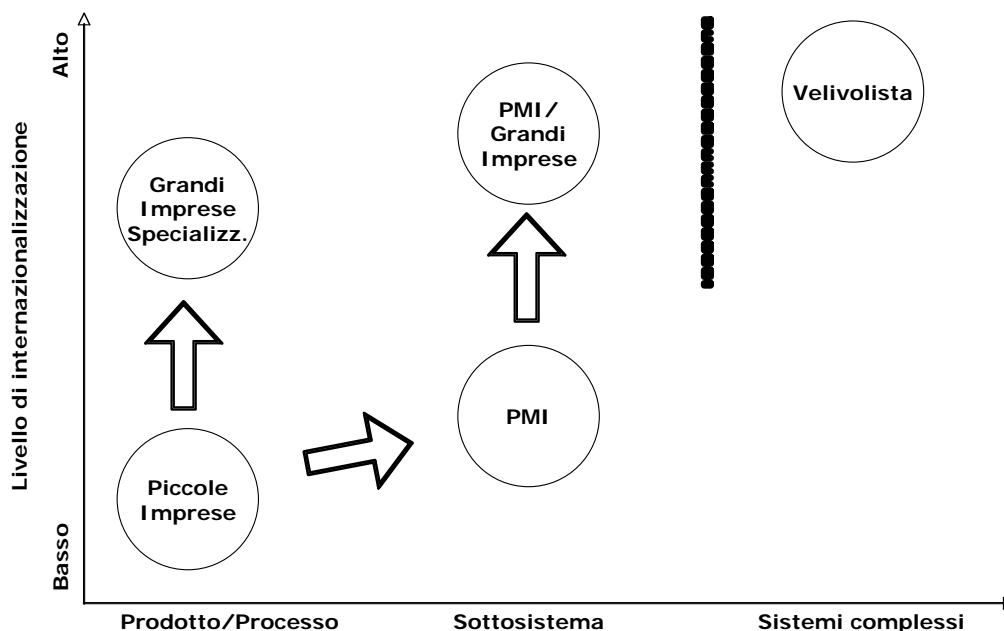 Alto
Livello di internazionalizzazione
Basso
Velivolista
PMI/
Grandi
Imprese
Grandi
Imprese
Specializz.
PMI
Piccole
Imprese
Prodotto/Processo
Sottosistema
Sistemi complessi